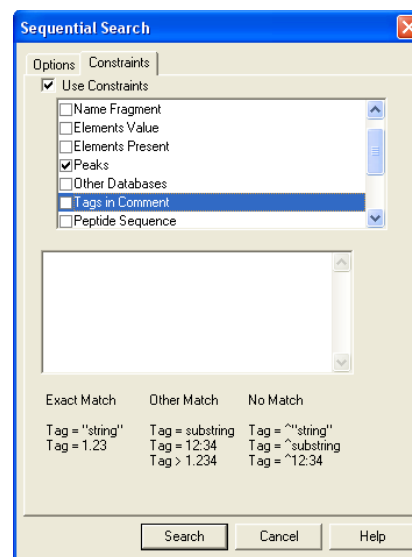 Sequential Search
Options Constraints
Use Constraints
Name Fragment
Elements Value
Elements Present
Peaks
Other Databases
Tags in Comment
Peptide Sequence
Exact Match Other Match No Match
Tag = "string" Tag = substring Tag = ^"string"
Tag = 1.23 Tag = 12:34 Tag = ^substring
Tag > 1.234 Tag = ^12:34
Search Cancel Help